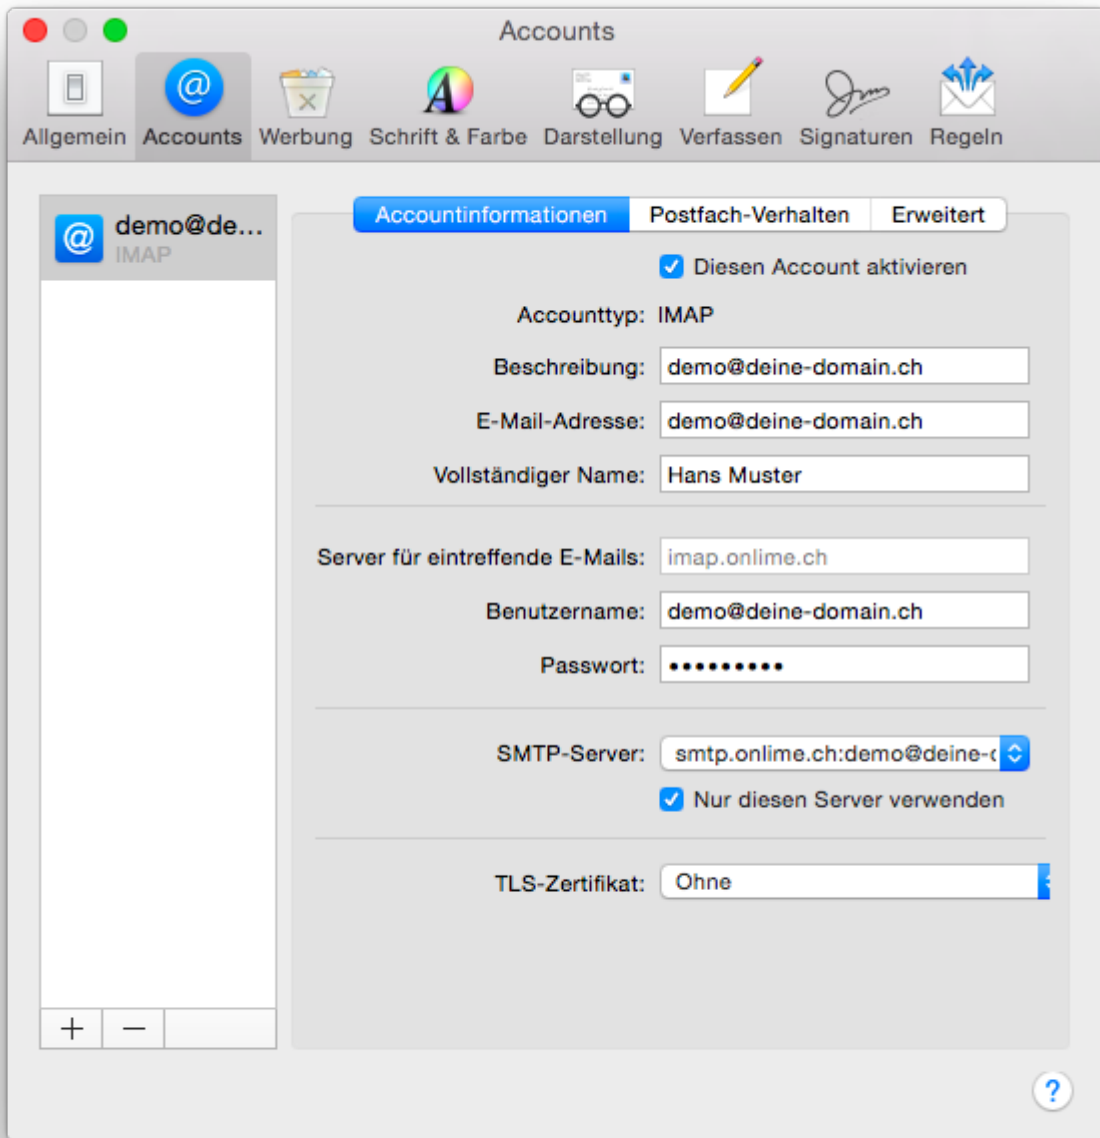 Accounts
Allgemein Accounts Werbung Schrift & Farbe Darstellung Verfassen Signaturen Regeln
demo@de...
IMAP
Accountinformationen Postfach-Verhalten Erweitert
Diesen Account aktivieren
Accounttyp: IMAP
Beschreibung: demo@deine-domain.ch
E-Mail-Adresse: demo@deine-domain.ch
Vollständiger Name: Hans Muster
Server für eintreffende E-Mails: imap.onlime.ch
Benutzername: demo@deine-domain.ch
Passwort: •••••••••
SMTP-Server: smtp.onlime.ch:demo@deine-
Nur diesen Server verwenden
TLS-Zertifikat: Ohne
+ −
?